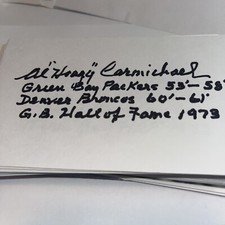 Al "Hoagy" Carmichael
Green Bay Packers 53'-58'
Denver Broncos 60'-61'
G.B. Hall of Fame 1973